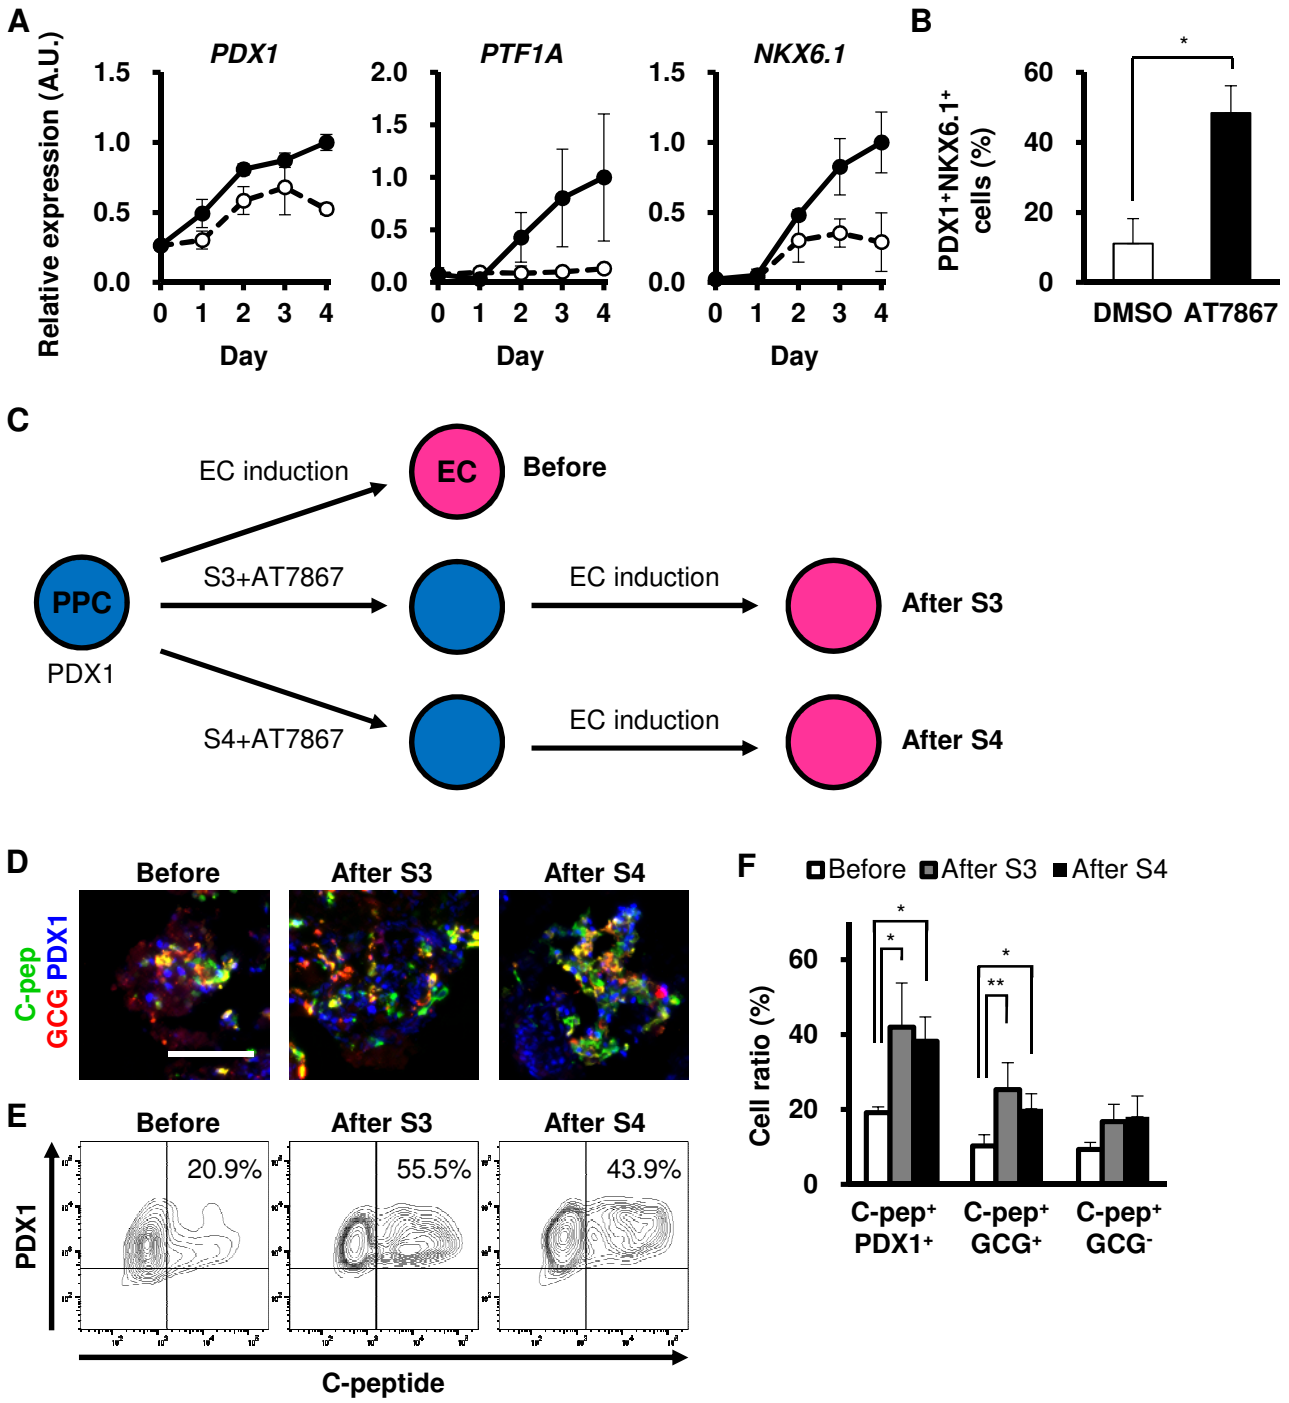 A
B
PDX1
PTF1A
NKX6.1
*
Relative expression (A.U.)
1.5
1.0
0.5
0.0
0 1 2 3 4
Day
2.0
1.5
1.0
0.5
0.0
0 1 2 3 4
Day
1.5
1.0
0.5
0.0
0 1 2 3 4
Day
PDX1⁺NKX6.1⁺
cells (%)
60
40
20
0
DMSO AT7867
C
EC induction
EC
Before
PPC
PDX1
S3+AT7867
EC induction
After S3
S4+AT7867
EC induction
After S4
D
Before
After S3
After S4
C-pep
GCG PDX1
E
Before
After S3
After S4
20.9%
55.5%
43.9%
PDX1
C-peptide
F
Before After S3 After S4
*
*
*
**
Cell ratio (%)
60
40
20
0
C-pep⁺
PDX1⁺
C-pep⁺
GCG⁺
C-pep⁺
GCG⁻